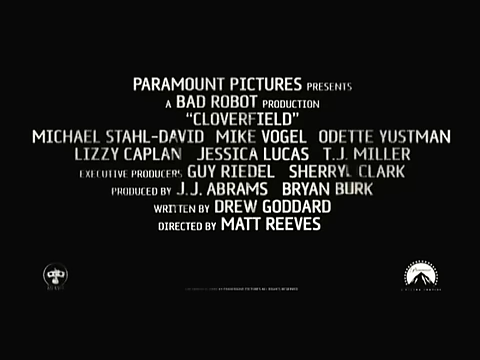 PARAMOUNT PICTURES PRESENTS
A BAD ROBOT PRODUCTION
“CLOVERFIELD”
MICHAEL STAHL-DAVID MIKE VOGEL ODETTE YUSTMAN
LIZZY CAPLAN JESSICA LUCAS T.J. MILLER
EXECUTIVE PRODUCERS GUY RIEDEL SHERRYL CLARK
PRODUCED BY J.J. ABRAMS BRYAN BURK
WRITTEN BY DREW GODDARD
DIRECTED BY MATT REEVES
Paramount